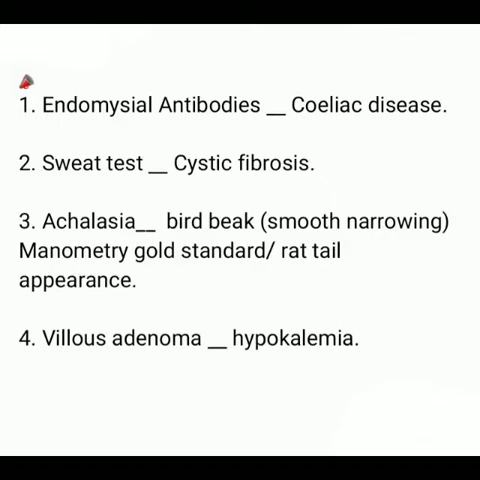 1. Endomysial Antibodies __ Coeliac disease.
2. Sweat test __ Cystic fibrosis.
3. Achalasia__ bird beak (smooth narrowing)
Manometry gold standard/ rat tail
appearance.
4. Villous adenoma __ hypokalemia.